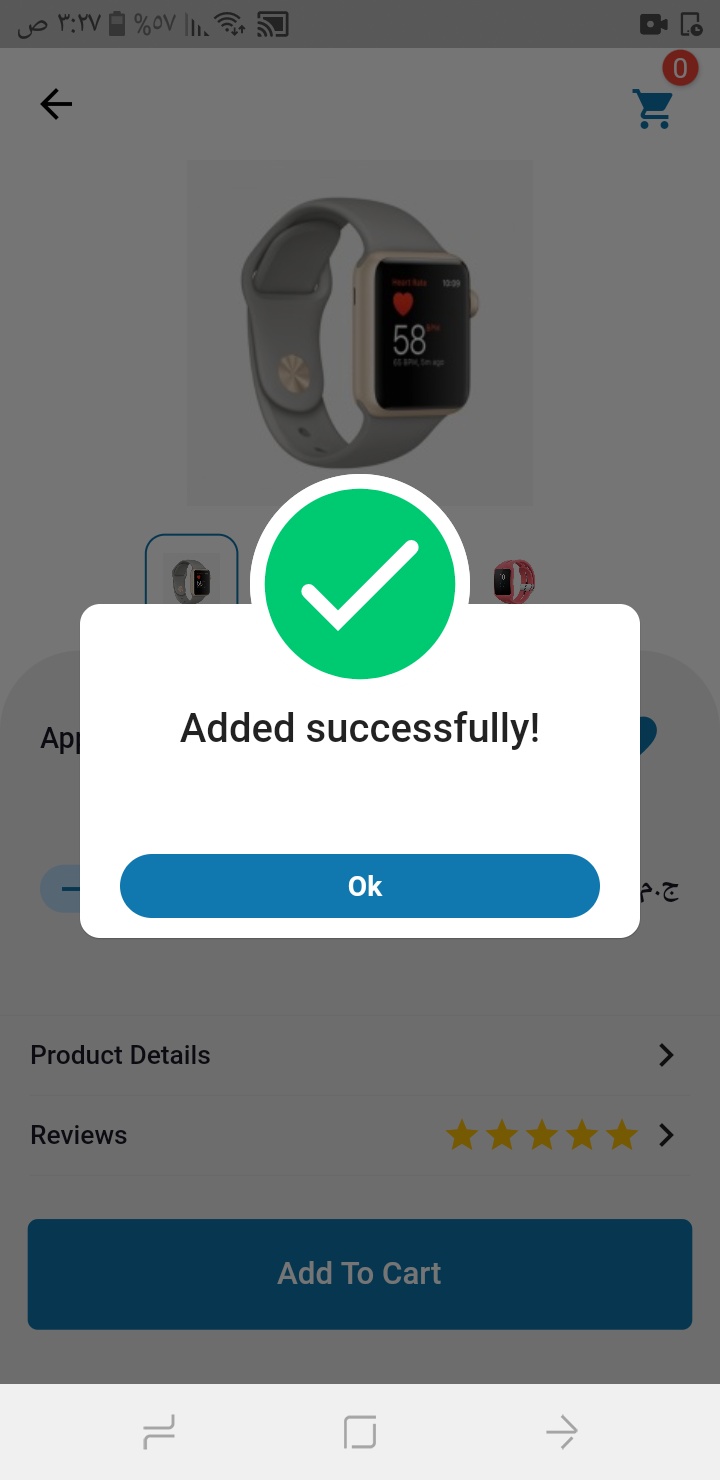 ص ٣:٢٧ %٥٧
0
Heart Rate 10:09
58 BPM
65 BPM, 5m ago
Added successfully!
App
Ok
ج.م
Product Details
Reviews
Add To Cart